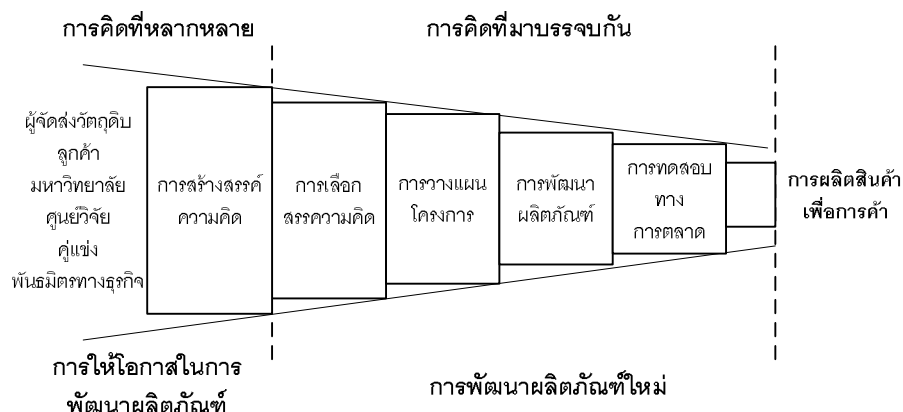 การคิดที่หลากหลาย
การคิดที่มาบรรจบกัน
ผู้จัดส่งวัตถุดิบ
ลูกค้า
มหาวิทยาลัย
ศูนย์วิจัย
คู่แข่ง
พันธมิตรทางธุรกิจ
การสร้างสรรค์
ความคิด
การเลือก
สรรความคิด
การวางแผน
โครงการ
การพัฒนา
ผลิตภัณฑ์
การทดสอบ
ทาง
การตลาด
การผลิตสินค้า
เพื่อการค้า
การให้โอกาสในการ
พัฒนาผลิตภัณฑ์
การพัฒนาผลิตภัณฑ์ใหม่